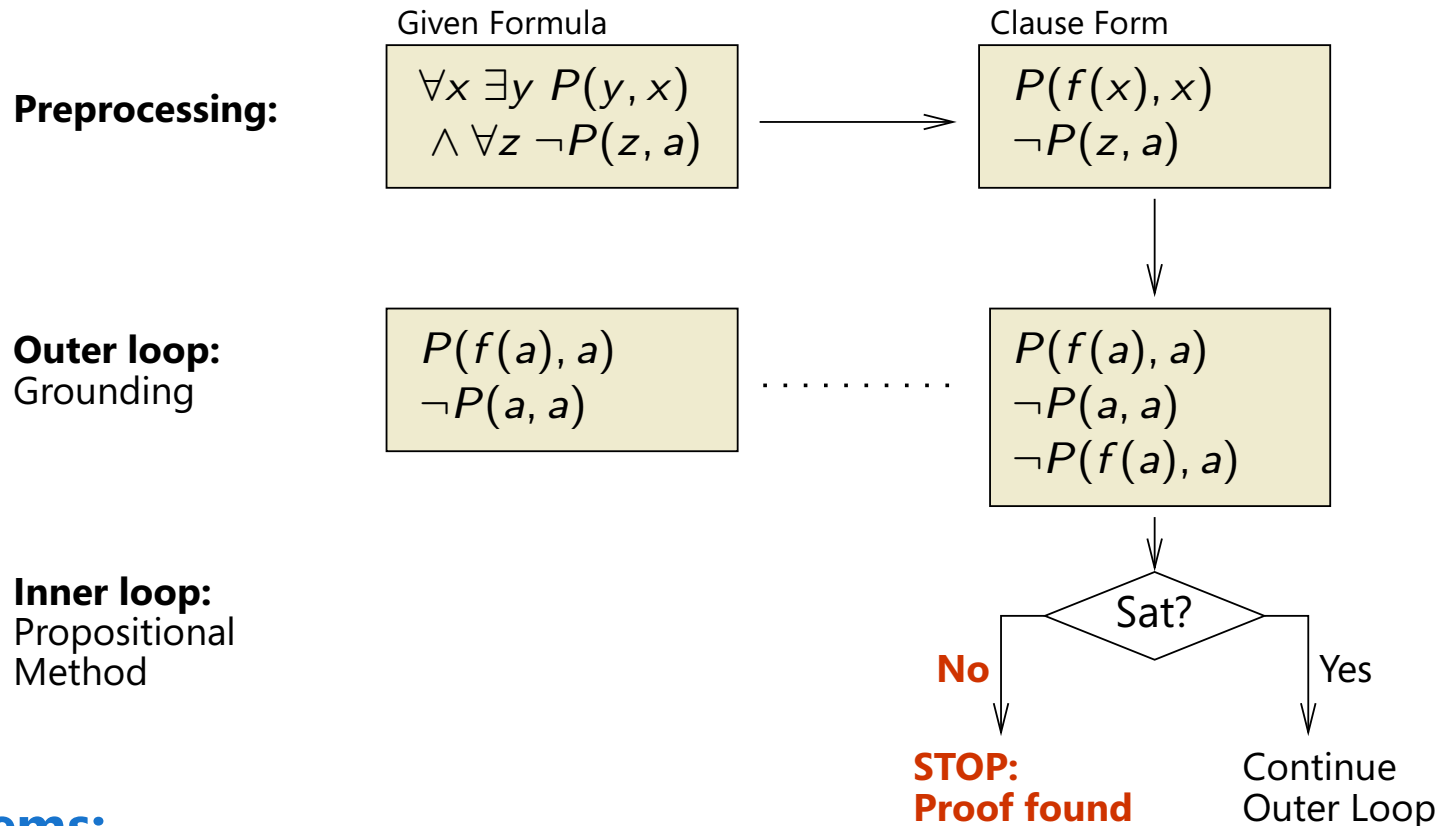 Given Formula
Clause Form
Preprocessing:
∀x ∃y P(y, x)
∧ ∀z ¬P(z, a)
P(f(x), x)
¬P(z, a)
Outer loop:
Grounding
P(f(a), a)
¬P(a, a)
..........
P(f(a), a)
¬P(a, a)
¬P(f(a), a)
Inner loop:
Propositional
Method
Sat?
No
Yes
STOP:
Proof found
Continue
Outer Loop